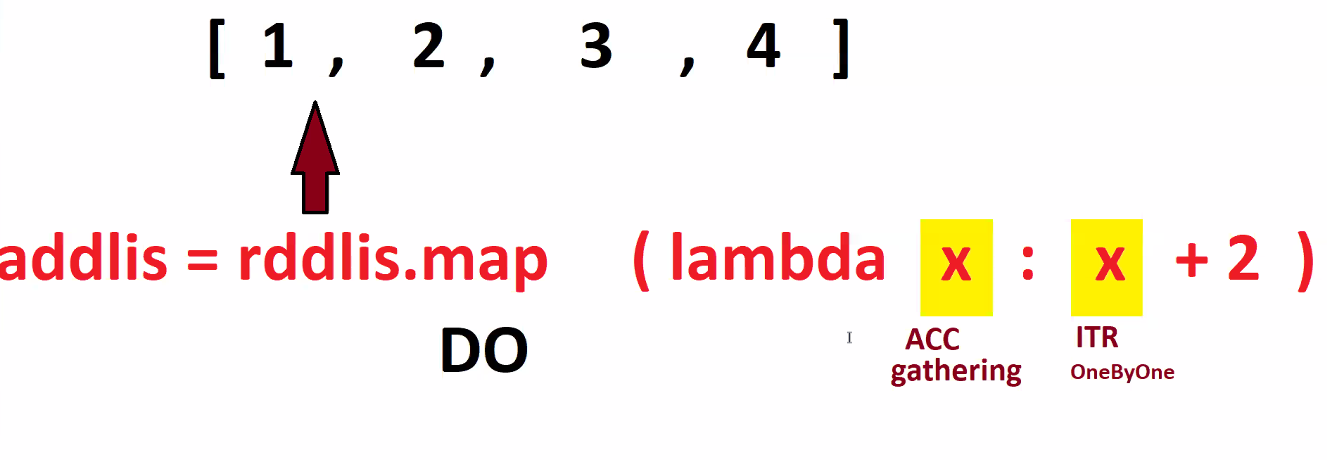 [ 1 , 2 , 3 , 4 ]
addlis = rddlis.map ( lambda x : x + 2 )
DO
ACC ITR
gathering OneByOne